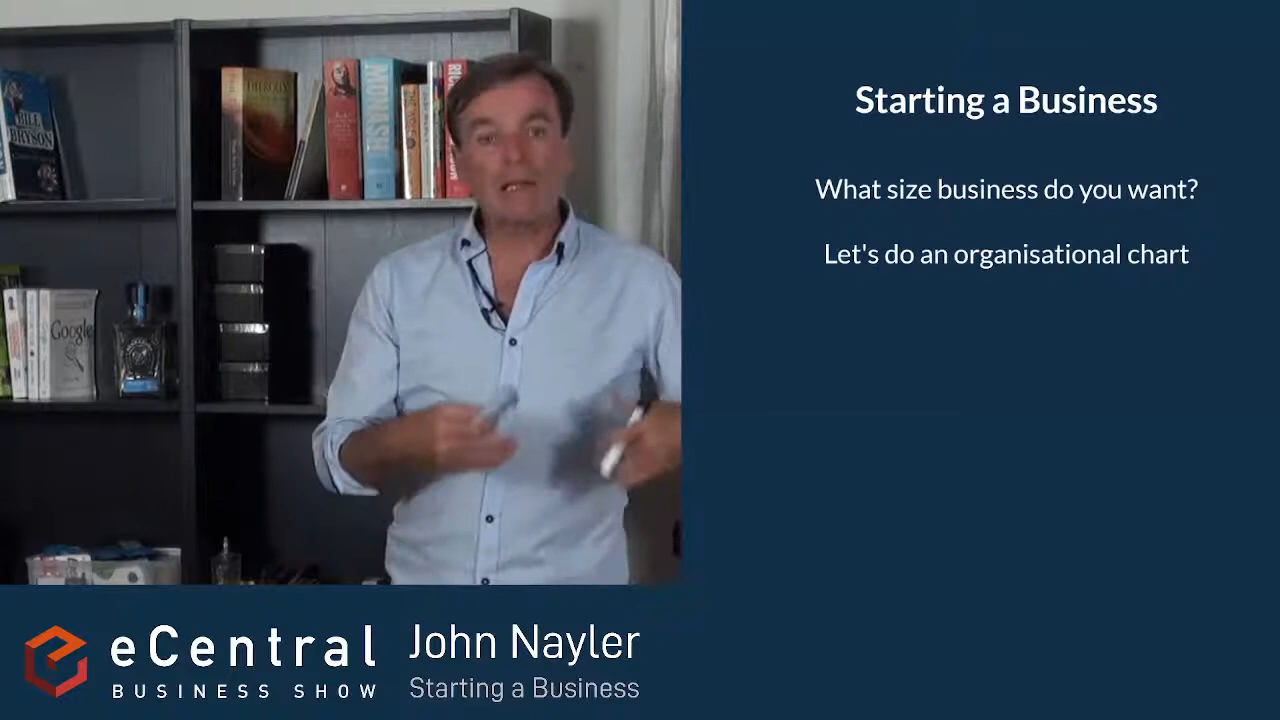 BILL
BRYSON
MONASH
Google
Starting a Business
What size business do you want?
Let's do an organisational chart
eCentral
BUSINESS SHOW
John Nayler
Starting a Business